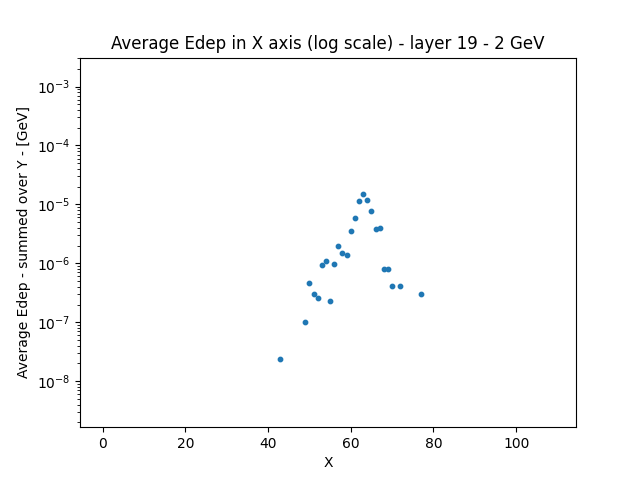 Average Edep in X axis (log scale) - layer 19 - 2 GeV
Average Edep - summed over Y - [GeV]
10⁻³
10⁻⁴
10⁻⁵
10⁻⁶
10⁻⁷
10⁻⁸
0 20 40 60 80 100
X